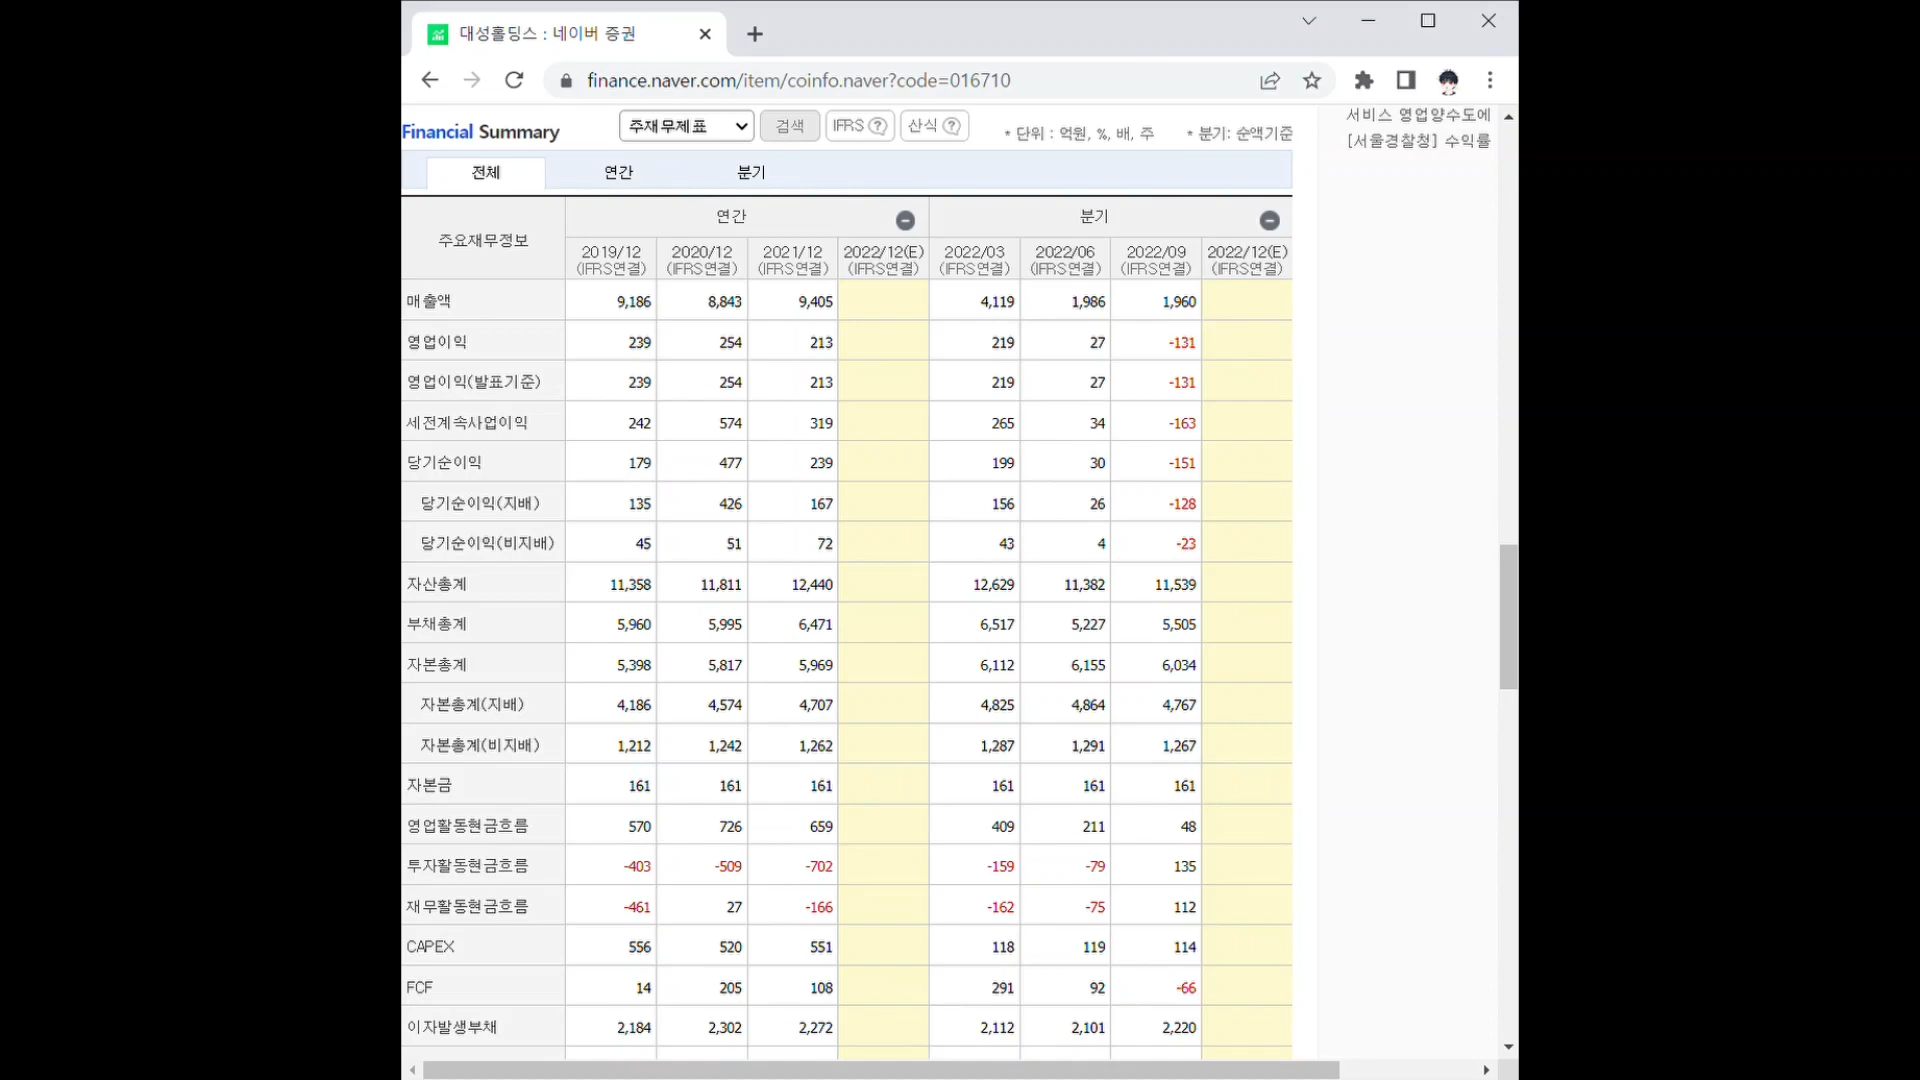 대성홀딩스 : 네이버 증권
finance.naver.com/item/coinfo.naver?code=016710
서비스 영업양수도에
[서울경찰청] 수익률
Financial Summary 주재무제표 검색 IFRS ? 산식 ? * 단위 : 억원, %, 배, 주 * 분기: 순액기준
전체 연간 분기
주요재무정보 연간 분기
2019/12 2020/12 2021/12 2022/12(E) 2022/03 2022/06 2022/09 2022/12(E)
(IFRS연결) (IFRS연결) (IFRS연결) (IFRS연결) (IFRS연결) (IFRS연결) (IFRS연결) (IFRS연결)
매출액 9,186 8,843 9,405 4,119 1,986 1,960
영업이익 239 254 213 219 27 -131
영업이익(발표기준) 239 254 213 219 27 -131
세전계속사업이익 242 574 319 265 34 -163
당기순이익 179 477 239 199 30 -151
당기순이익(지배) 135 426 167 156 26 -128
당기순이익(비지배) 45 51 72 43 4 -23
자산총계 11,358 11,811 12,440 12,629 11,382 11,539
부채총계 5,960 5,995 6,471 6,517 5,227 5,505
자본총계 5,398 5,817 5,969 6,112 6,155 6,034
자본총계(지배) 4,186 4,574 4,707 4,825 4,864 4,767
자본총계(비지배) 1,212 1,242 1,262 1,287 1,291 1,267
자본금 161 161 161 161 161 161
영업활동현금흐름 570 726 659 409 211 48
투자활동현금흐름 -403 -509 -702 -159 -79 135
재무활동현금흐름 -461 27 -166 -162 -75 112
CAPEX 556 520 551 118 119 114
FCF 14 205 108 291 92 -66
이자발생부채 2,184 2,302 2,272 2,112 2,101 2,220